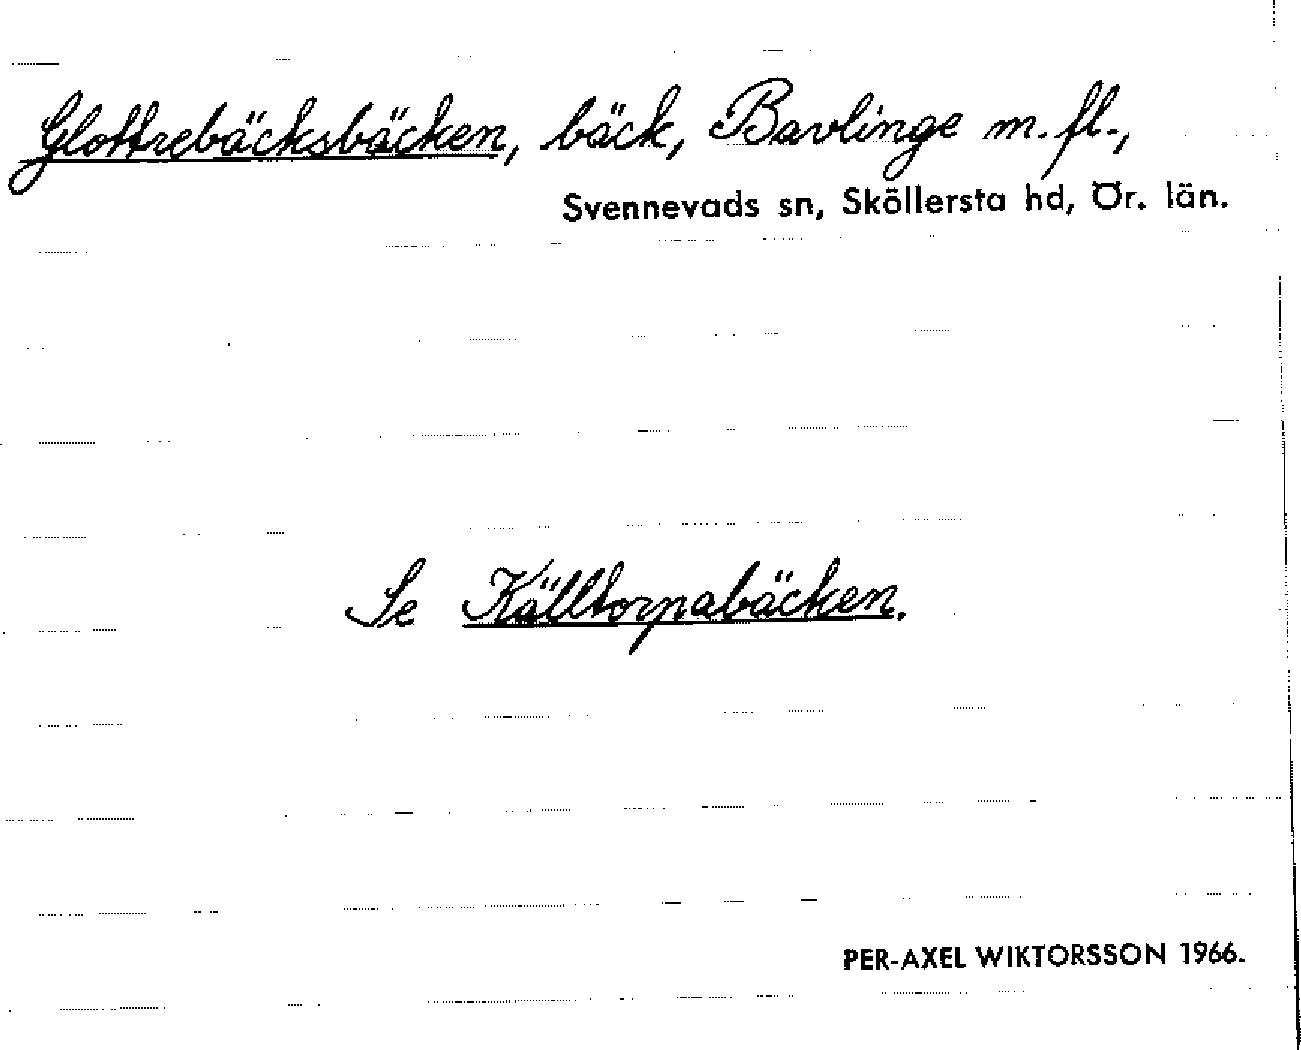 Glottrebäcksbäcken, bäck, Bavlinge m. fl.,
Svennevads sn, Sköllersta hd, Ör. län.
Se Källtorpabäcken.
PER-AXEL WIKTORSSON 1966.